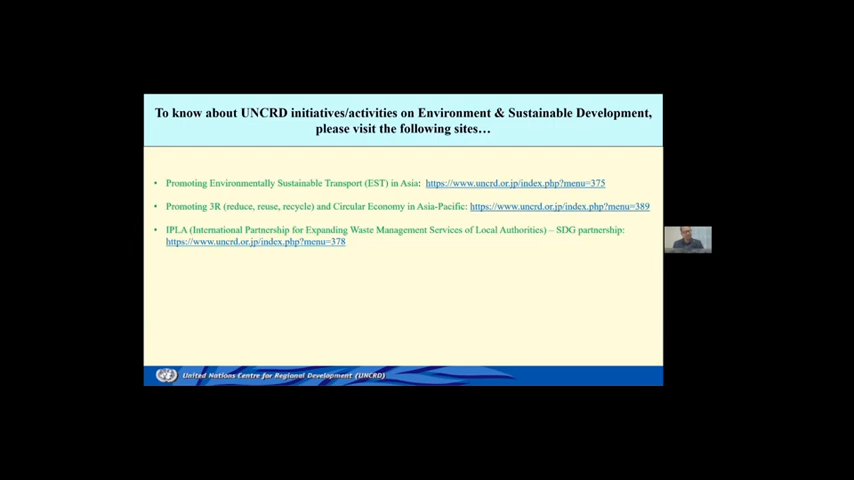 To know about UNCRD initiatives/activities on Environment & Sustainable Development,
please visit the following sites…
• Promoting Environmentally Sustainable Transport (EST) in Asia: https://www.uncrd.or.jp/index.php?menu=375
• Promoting 3R (reduce, reuse, recycle) and Circular Economy in Asia-Pacific: https://www.uncrd.or.jp/index.php?menu=389
• IPLA (International Partnership for Expanding Waste Management Services of Local Authorities) – SDG partnership:
https://www.uncrd.or.jp/index.php?menu=378
United Nations Centre for Regional Development (UNCRD)